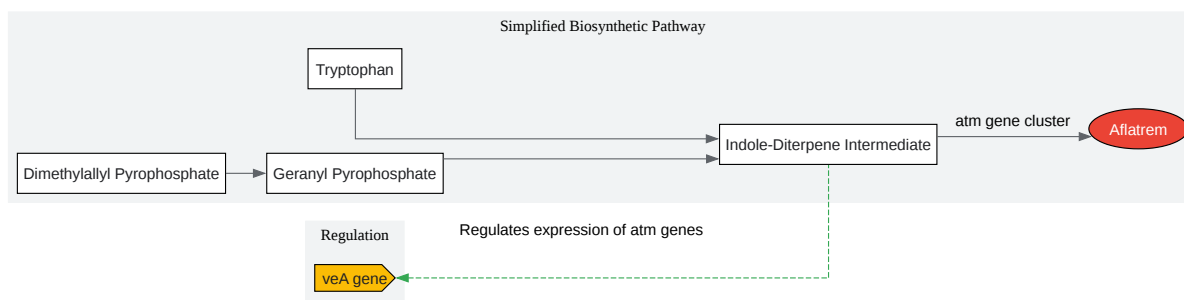 Simplified Biosynthetic Pathway
Tryptophan
atm gene cluster
Aflatrem
Indole-Diterpene Intermediate
Dimethylallyl Pyrophosphate
Geranyl Pyrophosphate
Regulates expression of atm genes
Regulation
veA gene